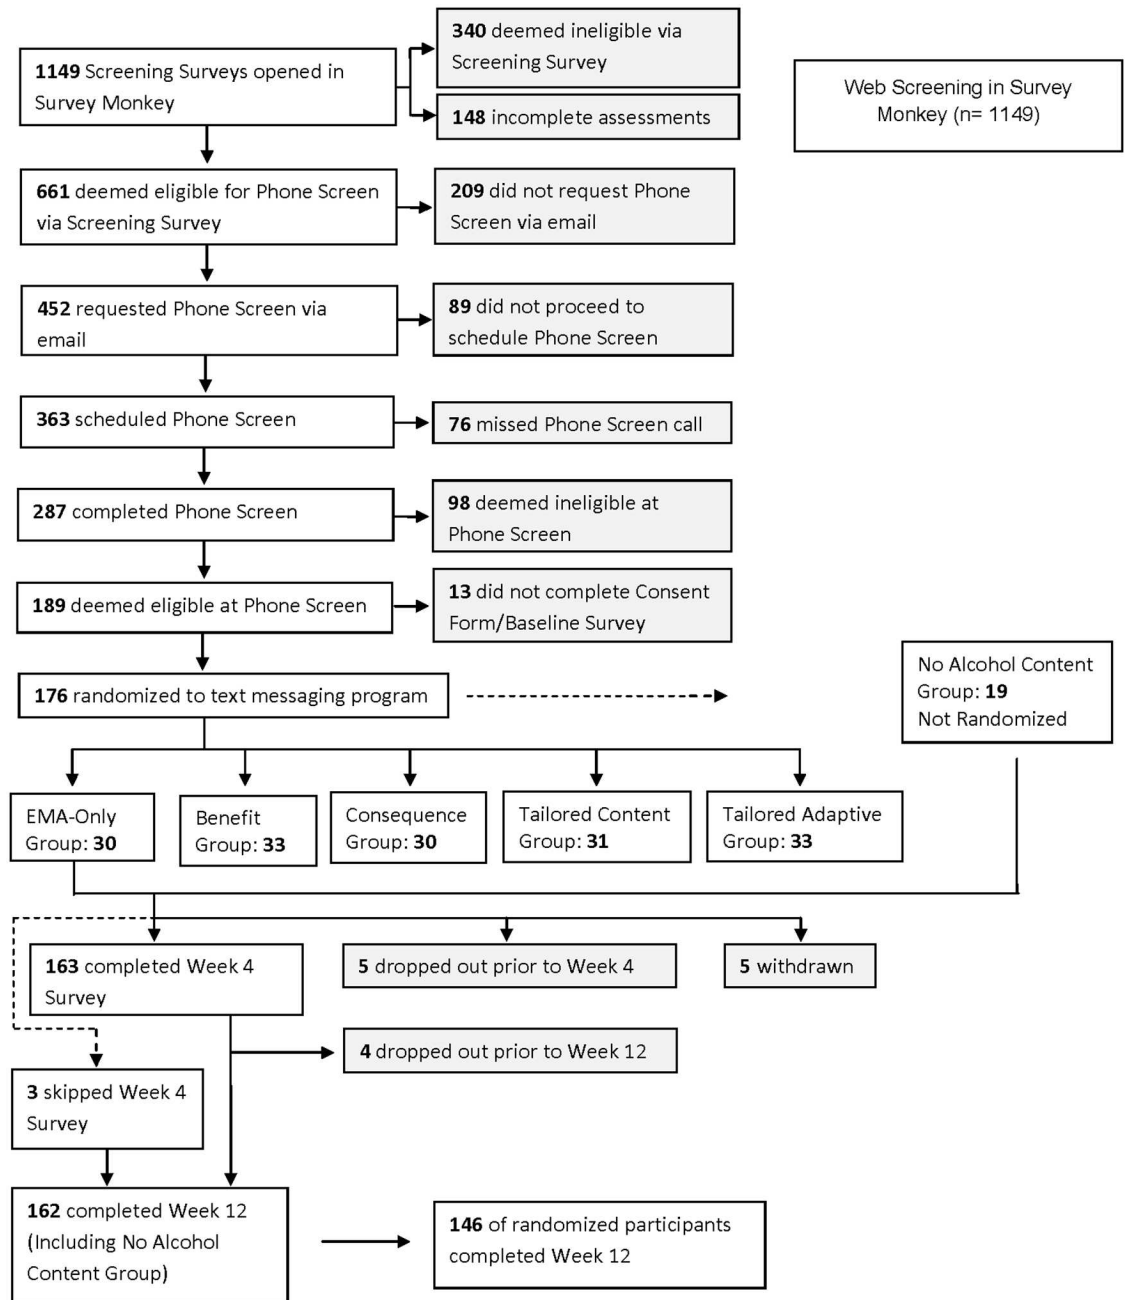 340 deemed ineligible via
Screening Survey
1149 Screening Surveys opened in
Survey Monkey
148 incomplete assessments
Web Screening in Survey
Monkey (n= 1149)
661 deemed eligible for Phone Screen
via Screening Survey
209 did not request Phone
Screen via email
452 requested Phone Screen via
email
89 did not proceed to
schedule Phone Screen
363 scheduled Phone Screen
76 missed Phone Screen call
287 completed Phone Screen
98 deemed ineligible at
Phone Screen
189 deemed eligible at Phone Screen
13 did not complete Consent
Form/Baseline Survey
176 randomized to text messaging program
No Alcohol Content
Group: 19
Not Randomized
EMA-Only
Group: 30
Benefit
Group: 33
Consequence
Group: 30
Tailored Content
Group: 31
Tailored Adaptive
Group: 33
163 completed Week 4
Survey
5 dropped out prior to Week 4
5 withdrawn
4 dropped out prior to Week 12
3 skipped Week 4
Survey
162 completed Week 12
(Including No Alcohol
Content Group)
146 of randomized participants
completed Week 12